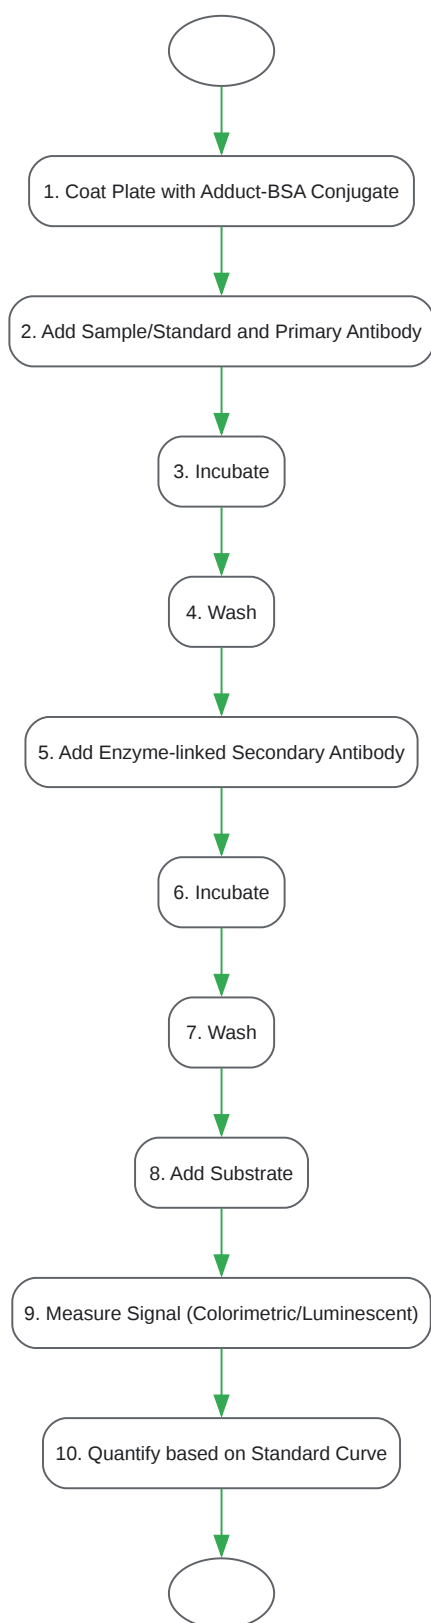 1. Coat Plate with Adduct-BSA Conjugate
2. Add Sample/Standard and Primary Antibody
3. Incubate
4. Wash
5. Add Enzyme-linked Secondary Antibody
6. Incubate
7. Wash
8. Add Substrate
9. Measure Signal (Colorimetric/Luminescent)
10. Quantify based on Standard Curve